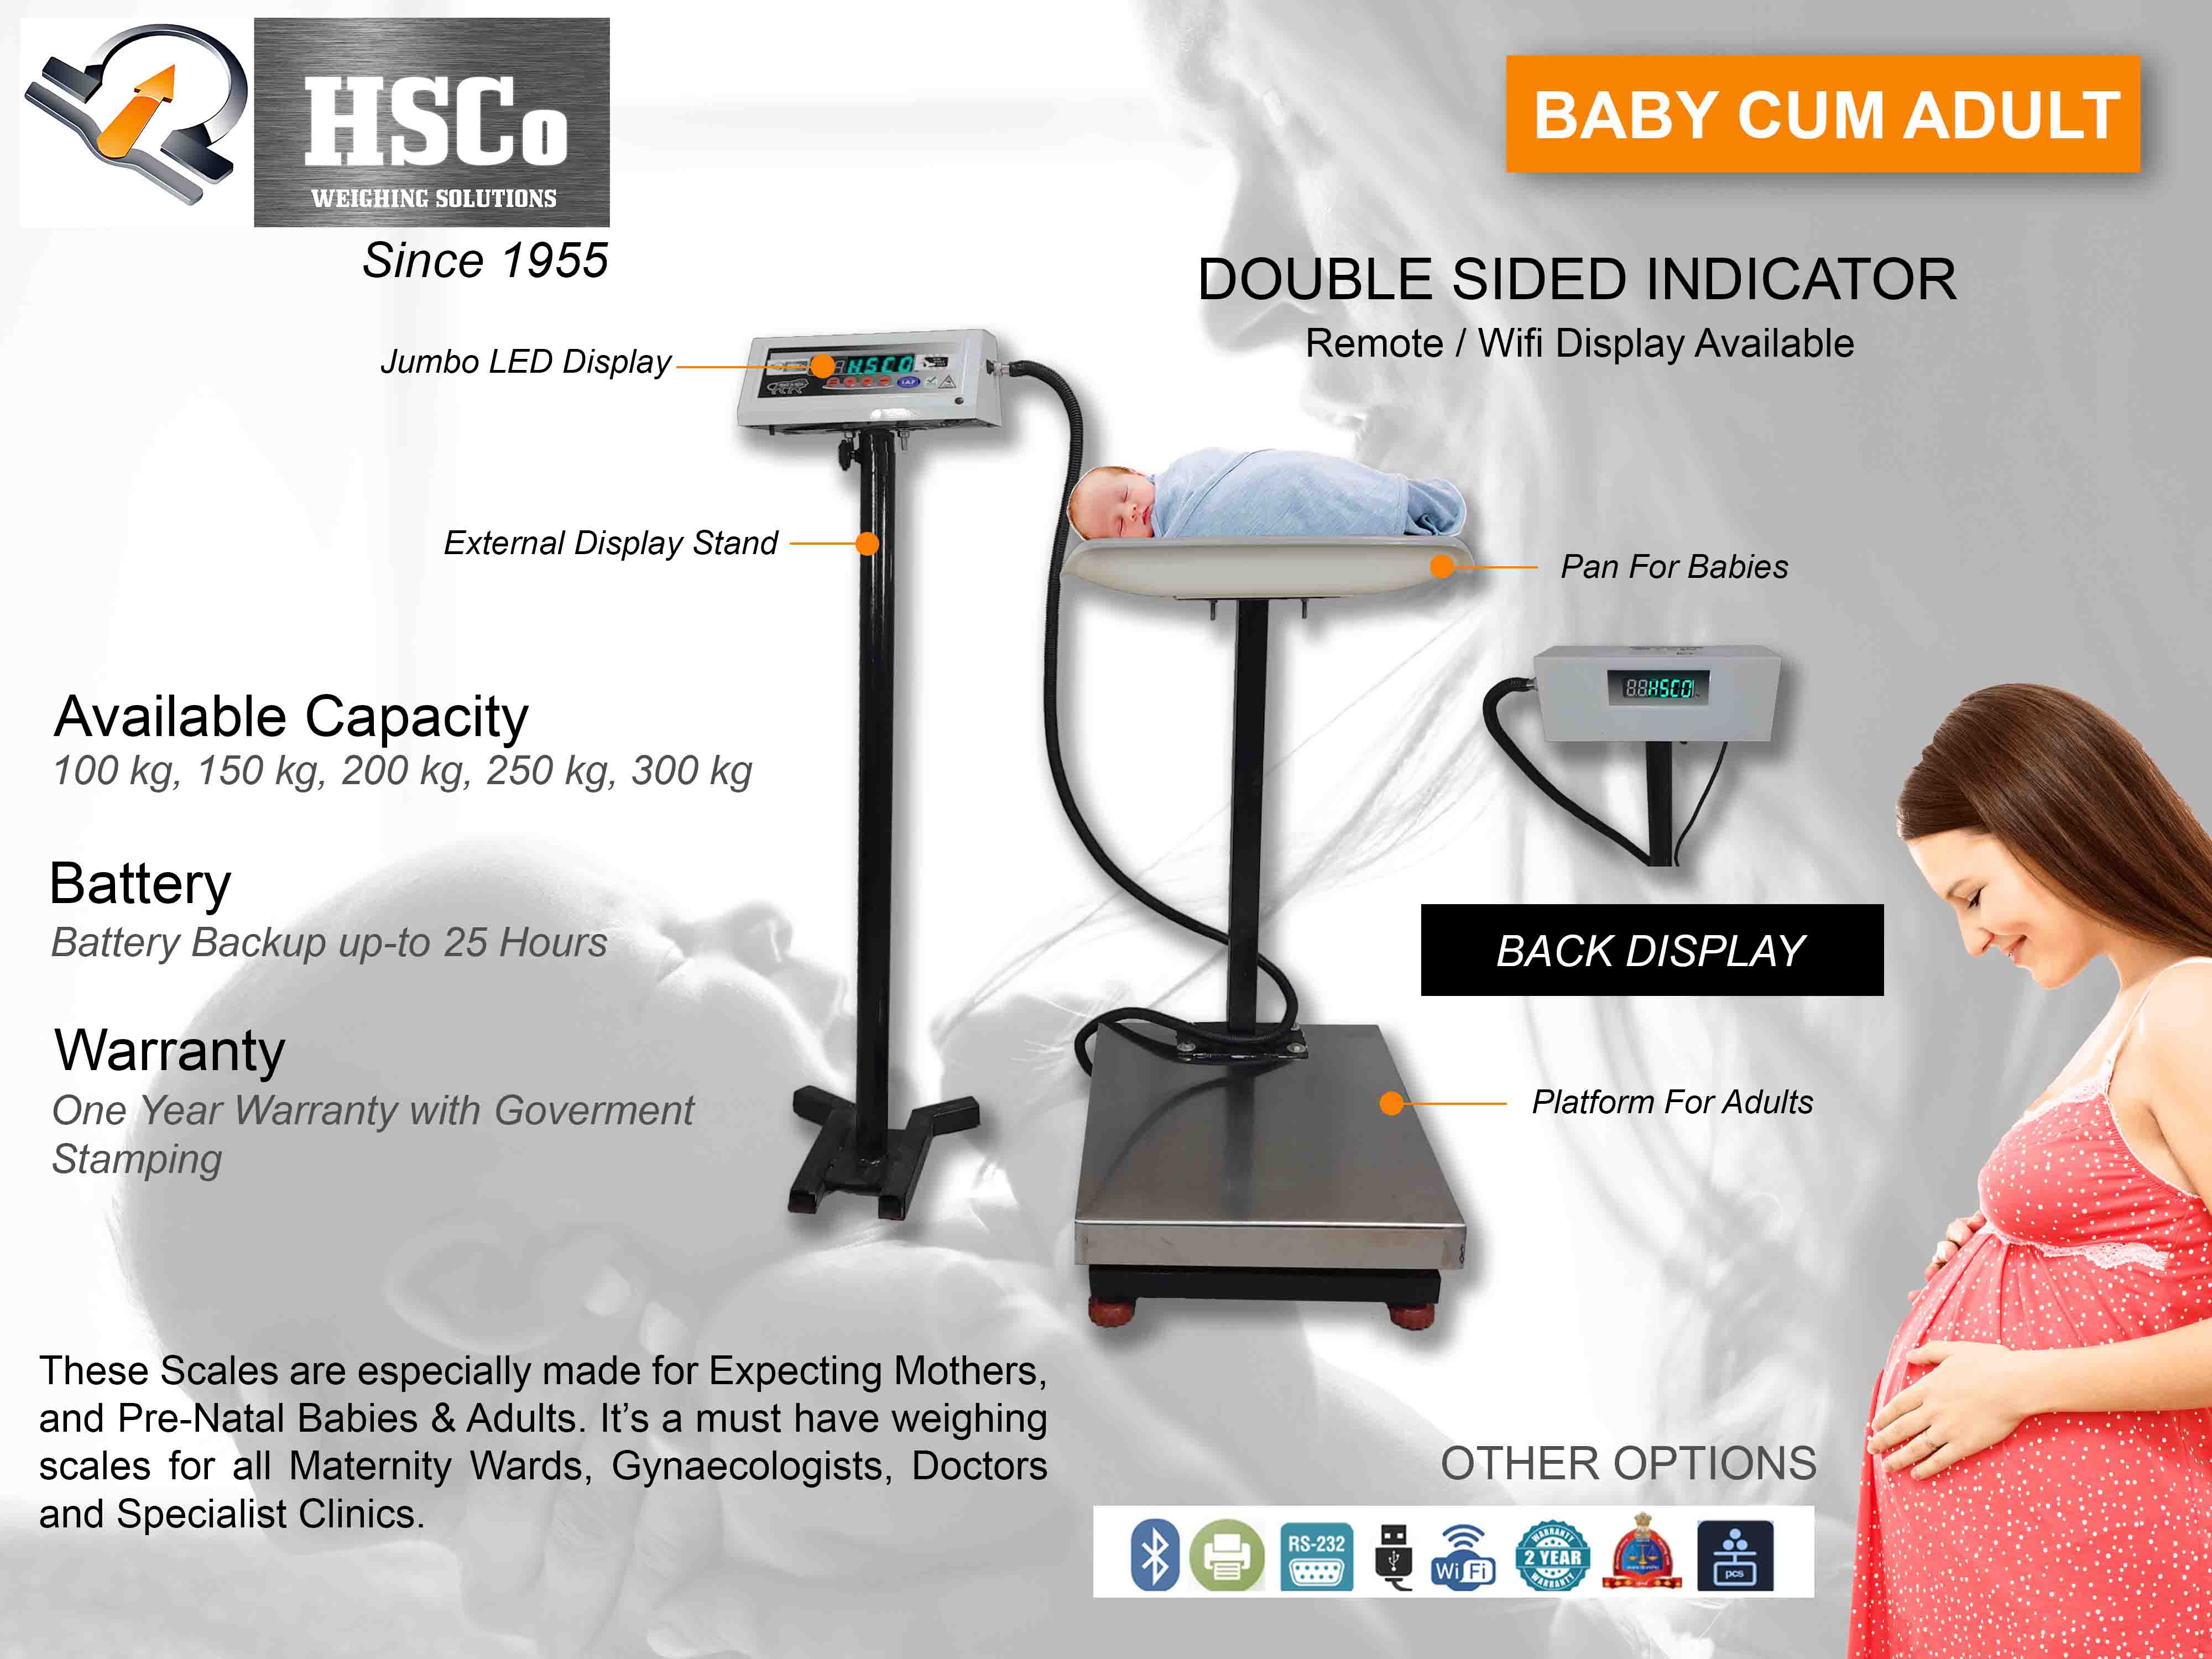 HSCo
WEIGHING SOLUTIONS
Since 1955
BABY CUM ADULT
DOUBLE SIDED INDICATOR
Remote / Wifi Display Available
Jumbo LED Display
HSCO
External Display Stand
Pan For Babies
HSCO
BACK DISPLAY
Available Capacity
100 kg, 150 kg, 200 kg, 250 kg, 300 kg
Battery
Battery Backup up-to 25 Hours
Warranty
One Year Warranty with Goverment
Stamping
Platform For Adults
These Scales are especially made for Expecting Mothers,
and Pre-Natal Babies & Adults. It's a must have weighing
scales for all Maternity Wards, Gynaecologists, Doctors
and Specialist Clinics.
OTHER OPTIONS
RS-232
WiFi
WARRANTY
2 YEAR
WARRANTY
pcs